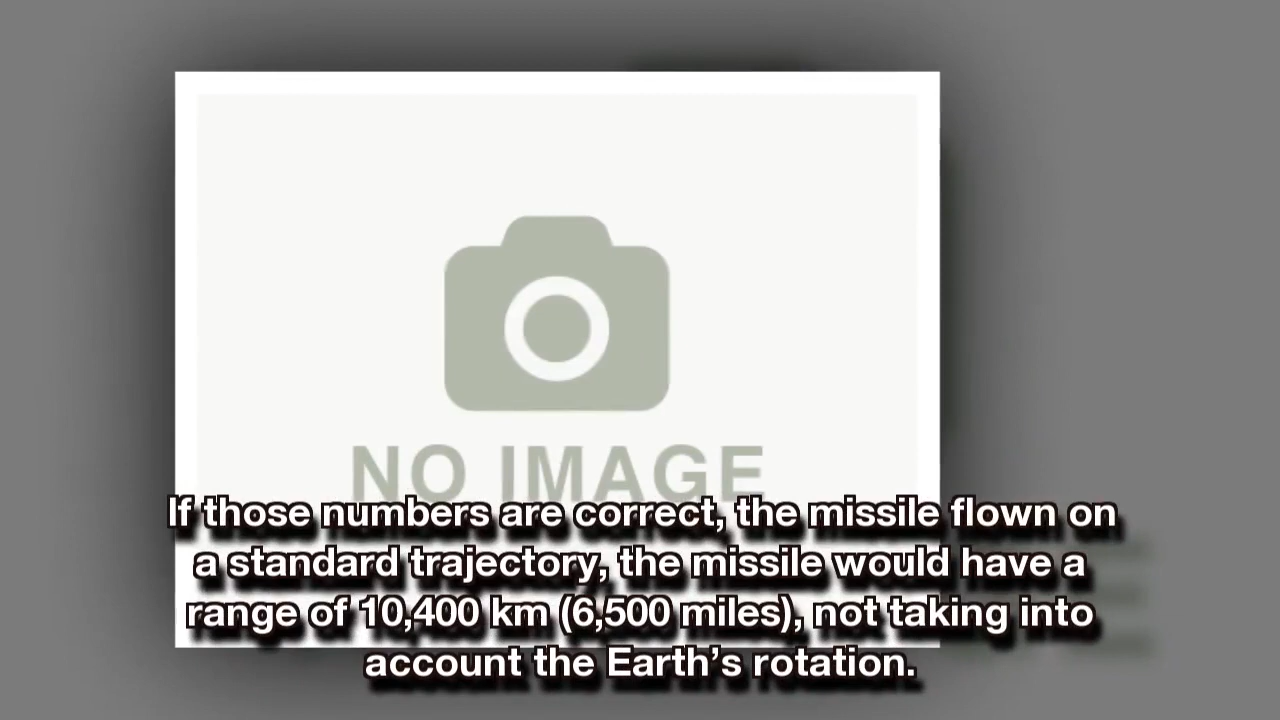 NO IMAGE
If those numbers are correct, the missile flown on
a standard trajectory, the missile would have a
range of 10,400 km (6,500 miles), not taking into
account the Earth’s rotation.